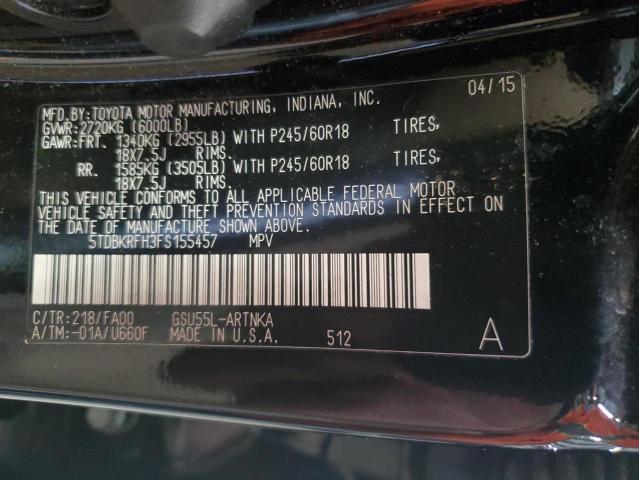 MFD.BY:TOYOTA MOTOR MANUFACTURING, INDIANA, INC. 04/15
GVWR:2720KG (6000LB)
GAWR:FRT. 1340KG (2955LB) WITH P245/60R18 TIRES,
18X7.5J RIMS.
RR. 1585KG (3505LB) WITH P245/60R18 TIRES,
18X7.5J RIMS.
THIS VEHICLE CONFORMS TO ALL APPLICABLE FEDERAL MOTOR
VEHICLE SAFETY AND THEFT PREVENTION STANDARDS IN EFFECT ON
THE DATE OF MANUFACTURE SHOWN ABOVE.
5TDBKRFH3FS155457 MPV
C/TR:218/FA00 GSU55L-ARTNKA
A/TM:-01A/U660F MADE IN U.S.A. 512 A